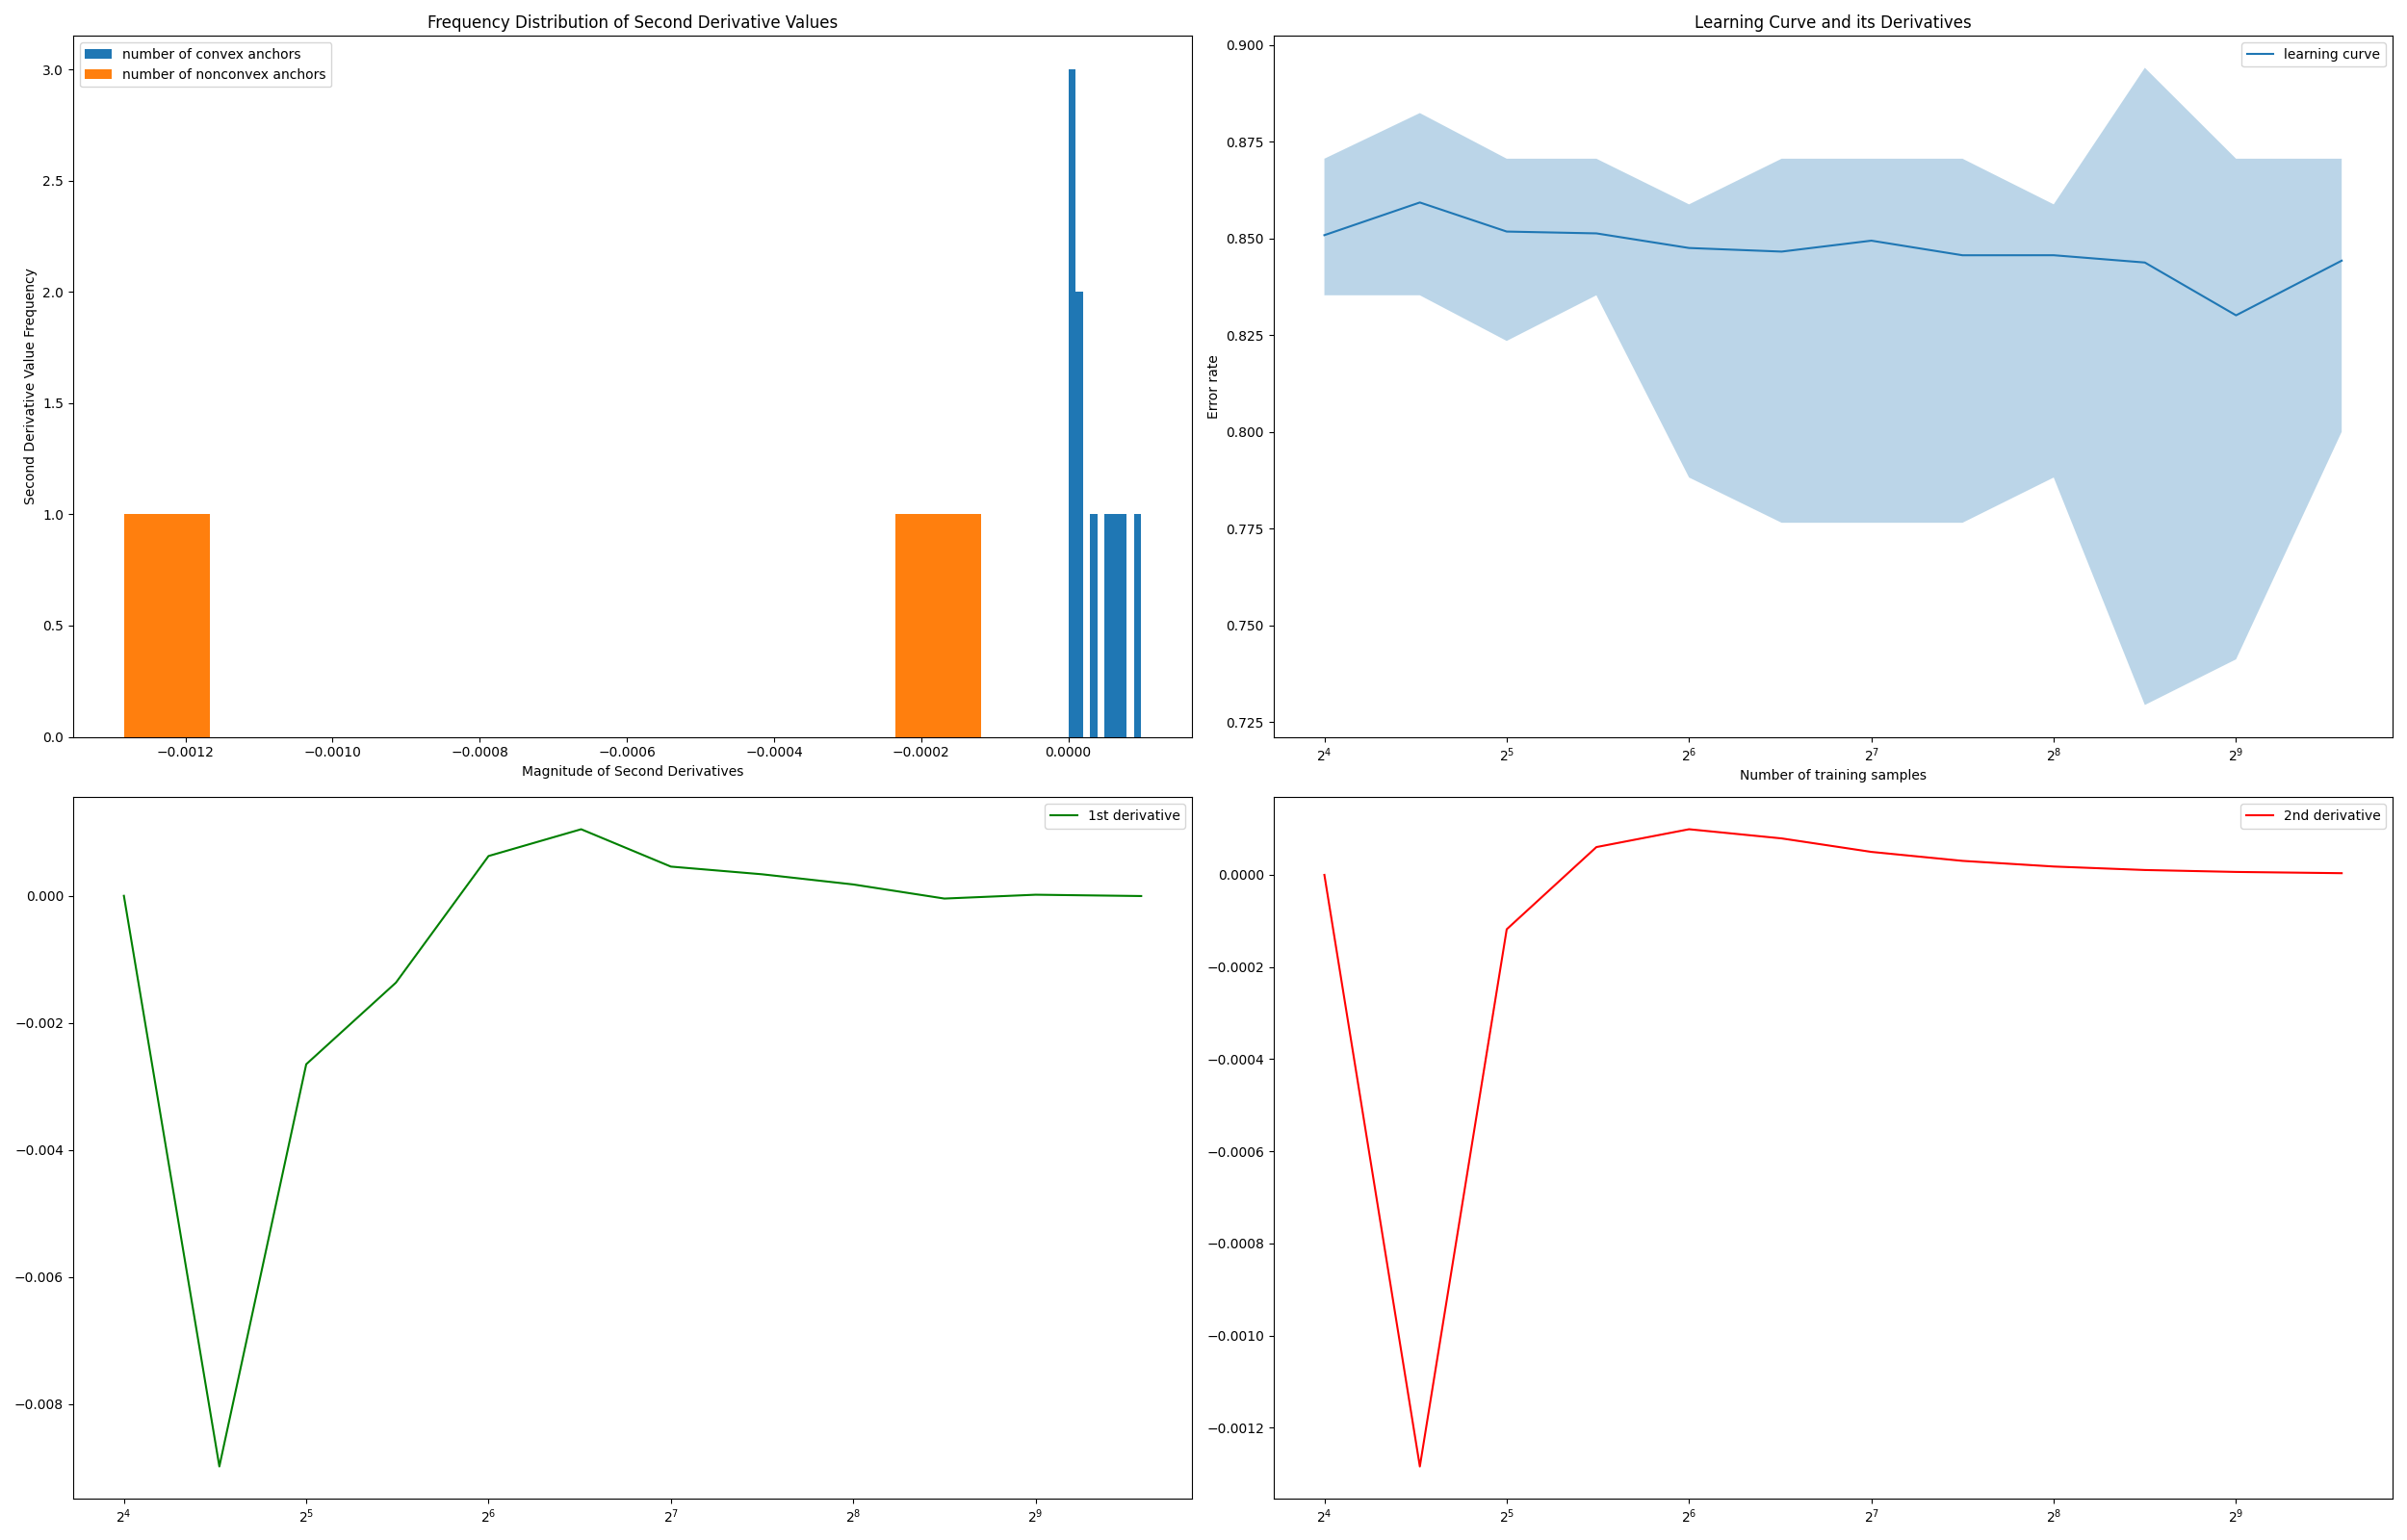 Frequency Distribution of Second Derivative Values
number of convex anchors
number of nonconvex anchors
Second Derivative Value Frequency
3.0
2.5
2.0
1.5
1.0
0.5
0.0
−0.0012 −0.0010 −0.0008 −0.0006 −0.0004 −0.0002 0.0000
Magnitude of Second Derivatives
Learning Curve and its Derivatives
learning curve
Error rate
0.900
0.875
0.850
0.825
0.800
0.775
0.750
0.725
2⁴ 2⁵ 2⁶ 2⁷ 2⁸ 2⁹
Number of training samples
1st derivative
0.000
−0.002
−0.004
−0.006
−0.008
2⁴ 2⁵ 2⁶ 2⁷ 2⁸ 2⁹
2nd derivative
0.0000
−0.0002
−0.0004
−0.0006
−0.0008
−0.0010
−0.0012
2⁴ 2⁵ 2⁶ 2⁷ 2⁸ 2⁹